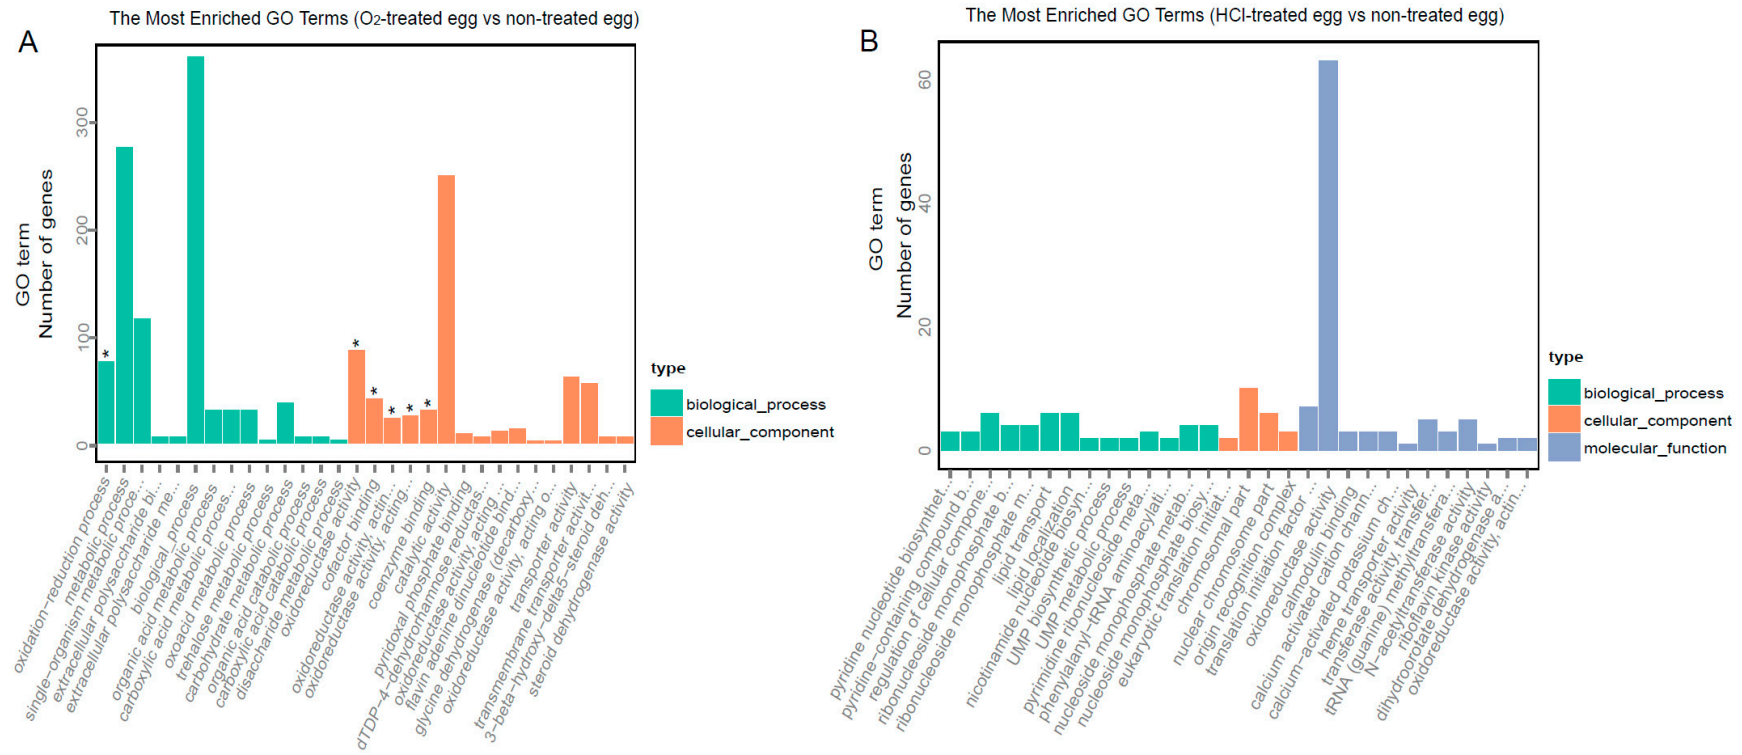 The Most Enriched GO Terms (O2-treated egg vs non-treated egg)
A
GO term
Number of genes
300
200
100
0
*
*
*
*
*
*
oxidation-reduction process
metabolic process
single-organism metabolic proce...
extracellular polysaccharide bi...
extracellular polysaccharide me...
biological_process
organic acid metabolic process
carboxylic acid metabolic proces...
oxoacid metabolic process
trehalose metabolic process
carbohydrate metabolic process
organic acid catabolic process
carboxylic acid catabolic process
disaccharide metabolic process
oxidoreductase activity
cofactor binding
oxidoreductase activity, actin...
oxidoreductase activity, acting...
coenzyme binding
catalytic activity
pyridoxal phosphate binding
dTDP-4-dehydrorhamnose reductas...
oxidoreductase activity, acting ...
flavin adenine dinucleotide bind...
glycine dehydrogenase (decarboxy...
oxidoreductase activity, acting o...
transporter activity
transmembrane transporter activit...
3-beta-hydroxy-delta5-steroid deh...
steroid dehydrogenase activity
type
biological_process
cellular_component
The Most Enriched GO Terms (HCl-treated egg vs non-treated egg)
B
GO term
Number of genes
60
40
20
0
pyridine nucleotide biosynthet...
pyridine-containing compound b...
regulation of cellular compone...
ribonucleoside monophosphate b...
ribonucleoside monophosphate m...
lipid transport
lipid localization
nicotinamide nucleotide biosyn...
UMP biosynthetic process
UMP metabolic process
pyrimidine ribonucleoside meta...
phenylalanyl-tRNA aminoacylati...
nucleoside monophosphate metab...
nucleoside monophosphate biosy...
eukaryotic translation initiat...
chromosomal part
nuclear chromosome part
origin recognition complex
translation initiation factor ...
oxidoreductase activity
calmodulin binding
calcium activated cation chann...
calcium-activated potassium ch...
heme transporter activity
transferase activity, transfer...
tRNA (guanine) methyltransfera...
N-acetyltransferase activity
riboflavin kinase activity
dihydroorotate dehydrogenase a...
oxidoreductase activity, actin...
type
biological_process
cellular_component
molecular_function